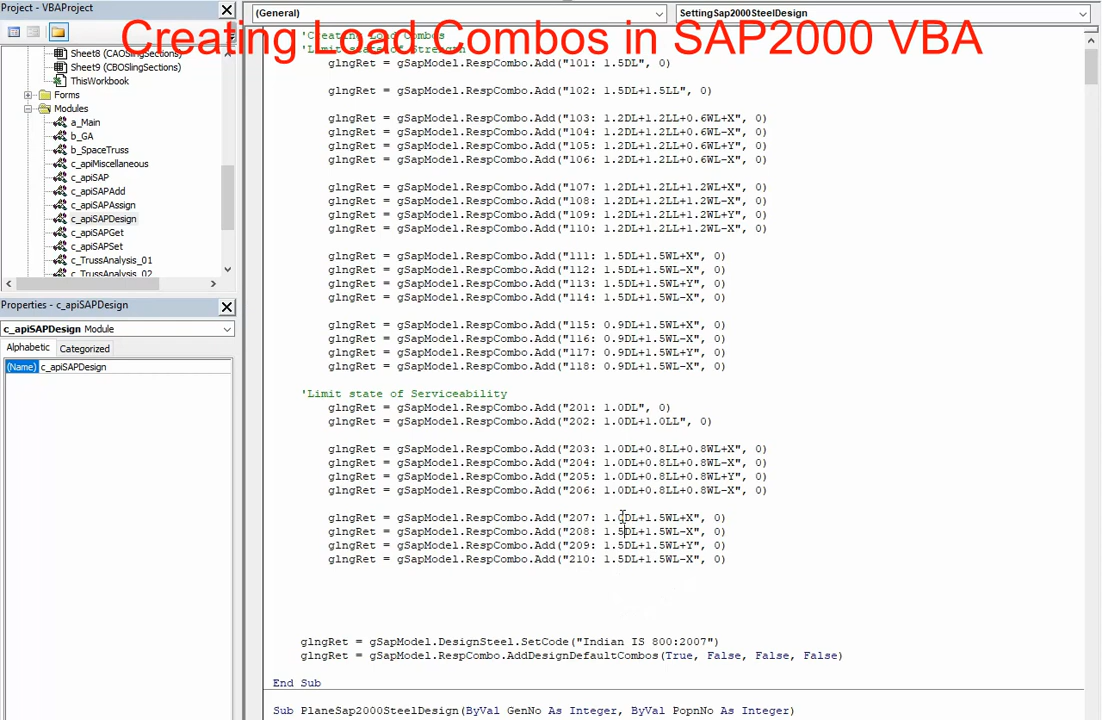 Project - VBAProject
(General)
SettingSap2000SteelDesign
Creating Load Combos in SAP2000 VBA
Sheet8 (CAOSlingSections)
Sheet9 (CBOSlingSections)
ThisWorkbook
Forms
Modules
a_Main
b_GA
b_SpaceTruss
c_apiMiscellaneous
c_apiSAP
c_apiSAPAdd
c_apiSAPAssign
c_apiSAPDesign
c_apiSAPGet
c_apiSAPSet
c_TrussAnalysis_01
c_TrussAnalysis_02
Properties - c_apiSAPDesign
c_apiSAPDesign Module
Alphabetic Categorized
(Name) c_apiSAPDesign
'Creating Load Combos
'Limit state of Strength
glngRet = gSapModel.RespCombo.Add("101: 1.5DL", 0)
glngRet = gSapModel.RespCombo.Add("102: 1.5DL+1.5LL", 0)
glngRet = gSapModel.RespCombo.Add("103: 1.2DL+1.2LL+0.6WL+X", 0)
glngRet = gSapModel.RespCombo.Add("104: 1.2DL+1.2LL+0.6WL-X", 0)
glngRet = gSapModel.RespCombo.Add("105: 1.2DL+1.2LL+0.6WL+Y", 0)
glngRet = gSapModel.RespCombo.Add("106: 1.2DL+1.2LL+0.6WL-X", 0)
glngRet = gSapModel.RespCombo.Add("107: 1.2DL+1.2LL+1.2WL+X", 0)
glngRet = gSapModel.RespCombo.Add("108: 1.2DL+1.2LL+1.2WL-X", 0)
glngRet = gSapModel.RespCombo.Add("109: 1.2DL+1.2LL+1.2WL+Y", 0)
glngRet = gSapModel.RespCombo.Add("110: 1.2DL+1.2LL+1.2WL-X", 0)
glngRet = gSapModel.RespCombo.Add("111: 1.5DL+1.5WL+X", 0)
glngRet = gSapModel.RespCombo.Add("112: 1.5DL+1.5WL-X", 0)
glngRet = gSapModel.RespCombo.Add("113: 1.5DL+1.5WL+Y", 0)
glngRet = gSapModel.RespCombo.Add("114: 1.5DL+1.5WL-X", 0)
glngRet = gSapModel.RespCombo.Add("115: 0.9DL+1.5WL+X", 0)
glngRet = gSapModel.RespCombo.Add("116: 0.9DL+1.5WL-X", 0)
glngRet = gSapModel.RespCombo.Add("117: 0.9DL+1.5WL+Y", 0)
glngRet = gSapModel.RespCombo.Add("118: 0.9DL+1.5WL-X", 0)
'Limit state of Serviceability
glngRet = gSapModel.RespCombo.Add("201: 1.0DL", 0)
glngRet = gSapModel.RespCombo.Add("202: 1.0DL+1.0LL", 0)
glngRet = gSapModel.RespCombo.Add("203: 1.0DL+0.8LL+0.8WL+X", 0)
glngRet = gSapModel.RespCombo.Add("204: 1.0DL+0.8LL+0.8WL-X", 0)
glngRet = gSapModel.RespCombo.Add("205: 1.0DL+0.8LL+0.8WL+Y", 0)
glngRet = gSapModel.RespCombo.Add("206: 1.0DL+0.8LL+0.8WL-X", 0)
glngRet = gSapModel.RespCombo.Add("207: 1.0DL+1.5WL+X", 0)
glngRet = gSapModel.RespCombo.Add("208: 1.5DL+1.5WL-X", 0)
glngRet = gSapModel.RespCombo.Add("209: 1.5DL+1.5WL+Y", 0)
glngRet = gSapModel.RespCombo.Add("210: 1.5DL+1.5WL-X", 0)
glngRet = gSapModel.DesignSteel.SetCode("Indian IS 800:2007")
glngRet = gSapModel.RespCombo.AddDesignDefaultCombos(True, False, False, False)
End Sub
Sub PlaneSap2000SteelDesign(ByVal GenNo As Integer, ByVal PopnNo As Integer)